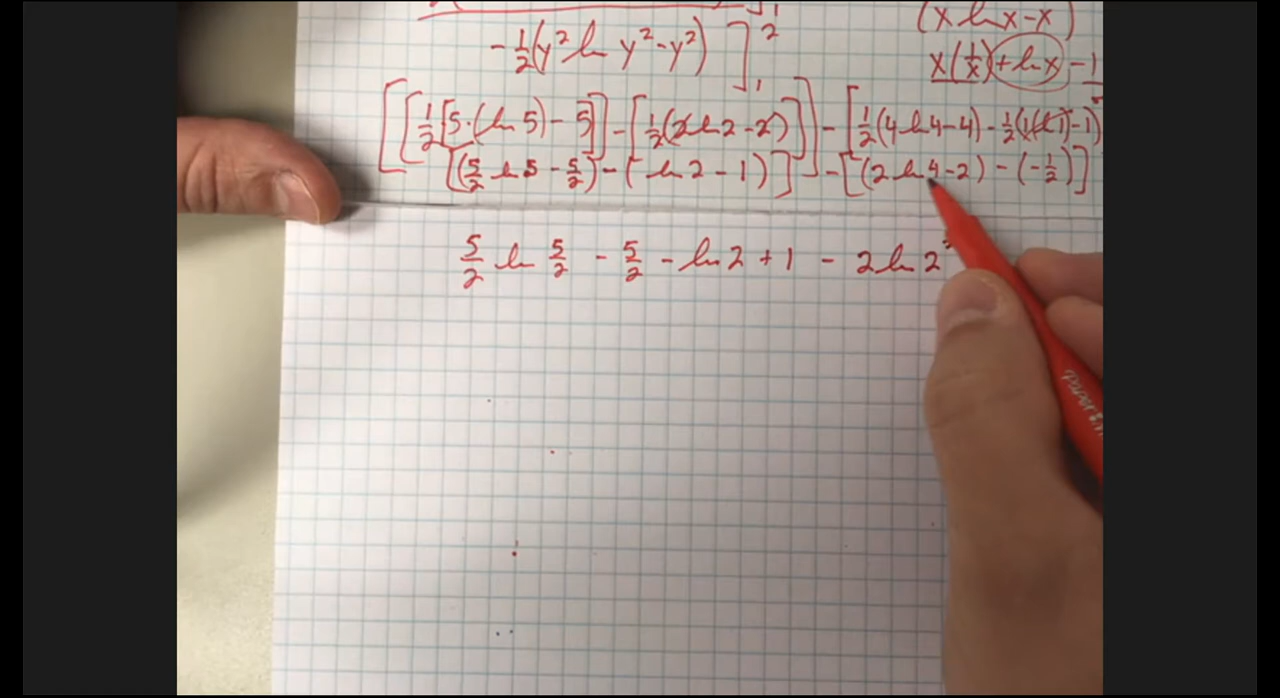 (x ln x - x)
-½(y² ln y² - y²)]₁²
x(1/x) + ln x - 1
[[½[5·(ln 5) - 5]] - [½(2 ln 2 - 2)]] - [½(4 ln 4 - 4) - ½(1(ln 1) - 1)]
[(5/2 ln 5 - 5/2) - (ln 2 - 1)] - [(2 ln 4 - 2) - (-½)]
5/2 ln 5/2 - 5/2 - ln 2 + 1 - 2 ln 2